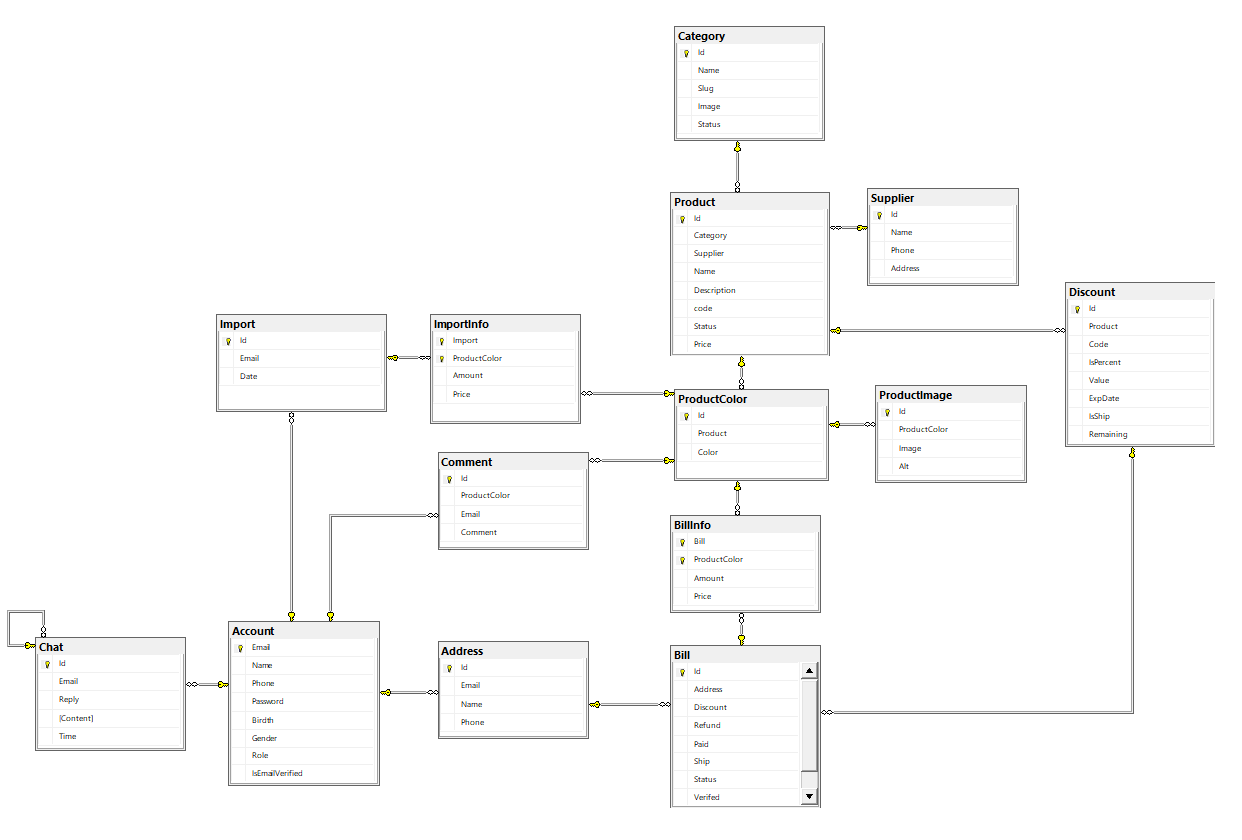 Category
Id
Name
Slug
Image
Status
Product
Id
Category
Supplier
Name
Description
code
Status
Price
Supplier
Id
Name
Phone
Address
Discount
Id
Product
Code
IsPercent
Value
ExpDate
IsShip
Remaining
Import
Id
Email
Date
ImportInfo
Import
ProductColor
Amount
Price
ProductColor
Id
Product
Color
ProductImage
Id
ProductColor
Image
Alt
Comment
Id
ProductColor
Email
Comment
BillInfo
Bill
ProductColor
Amount
Price
Chat
Id
Email
Reply
[Content]
Time
Account
Email
Name
Phone
Password
Birdth
Gender
Role
IsEmailVerified
Address
Id
Email
Name
Phone
Bill
Id
Address
Discount
Refund
Paid
Ship
Status
Verifed